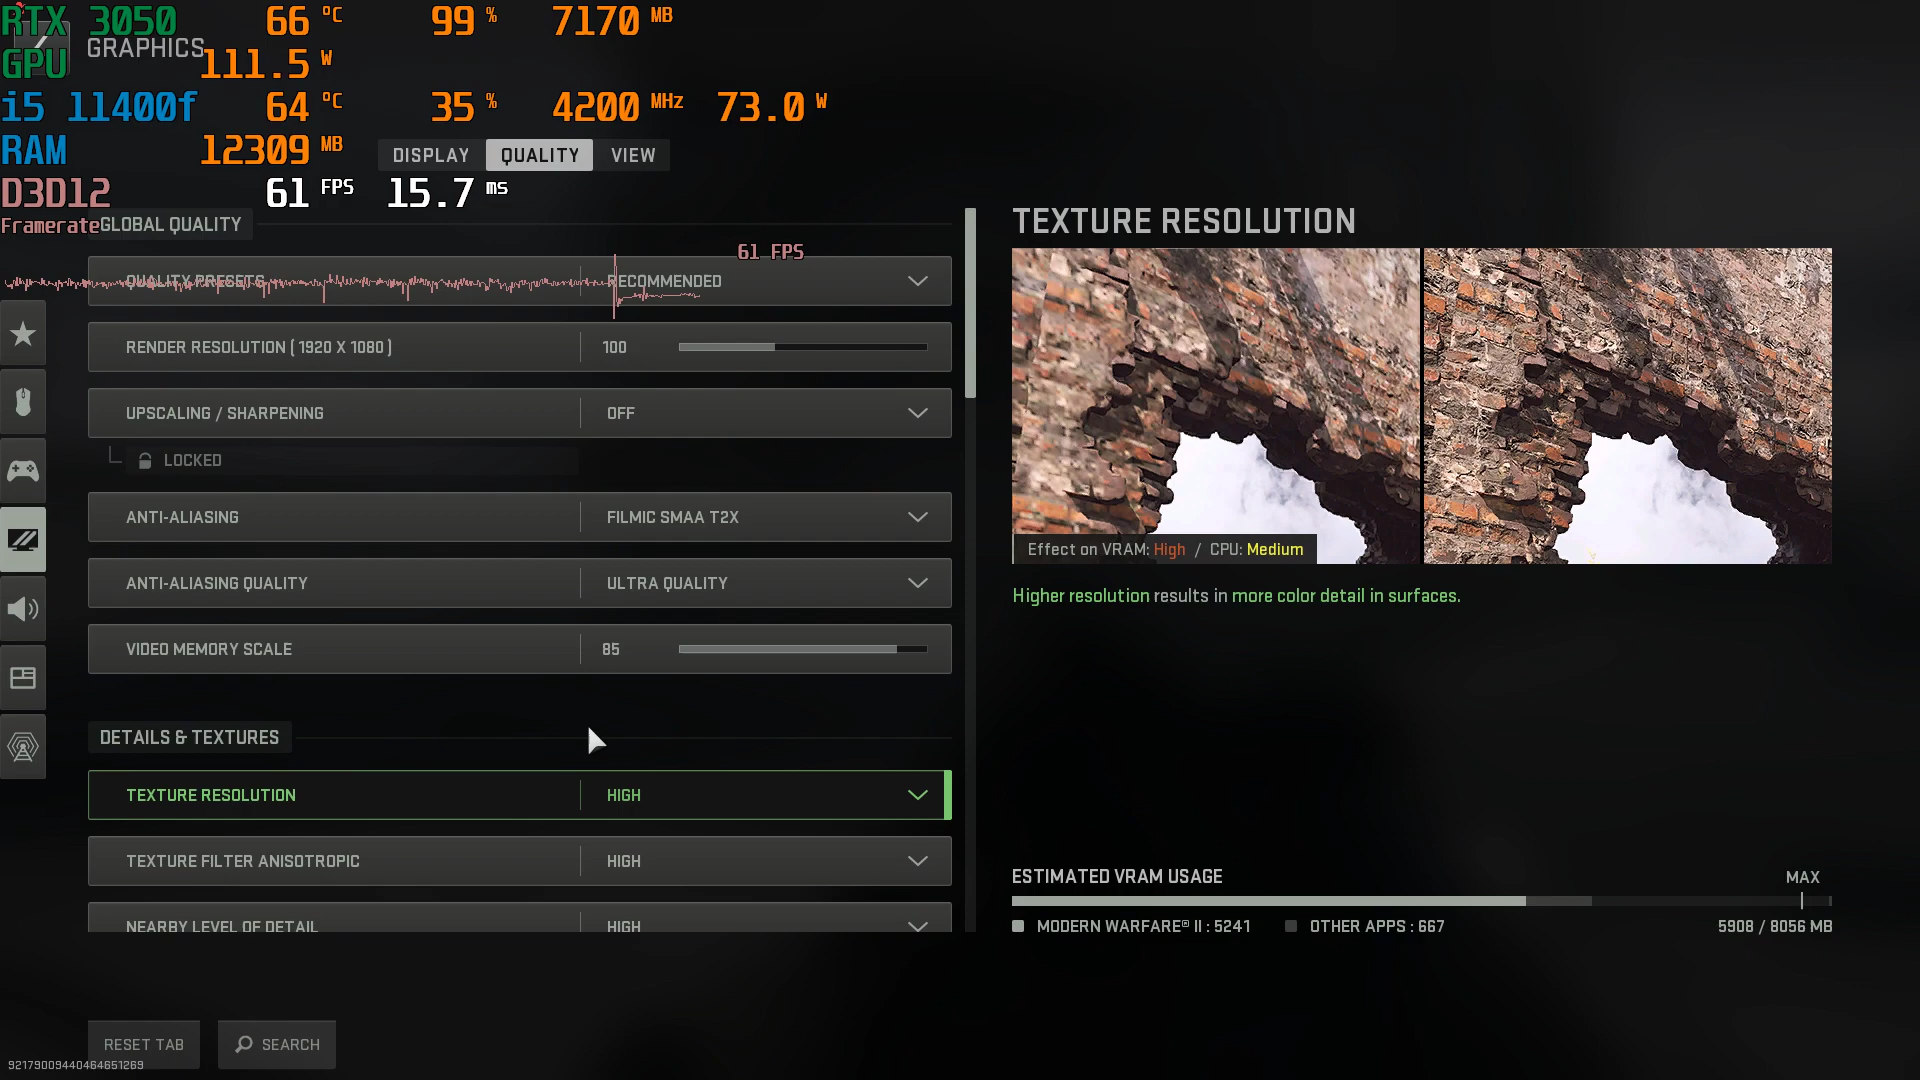 RTX 3050 66 °C 99 % 7170 MB
GRAPHICS
GPU 111.5 W
i5 11400f 64 °C 35 % 4200 MHz 73.0 W
RAM 12309 MB
DISPLAY QUALITY VIEW
D3D12 61 FPS 15.7 ms
Framerate
GLOBAL QUALITY
61 FPS
QUALITY PRESETS RECOMMENDED
RENDER RESOLUTION ( 1920 X 1080 ) 100
UPSCALING / SHARPENING OFF
LOCKED
ANTI-ALIASING FILMIC SMAA T2X
ANTI-ALIASING QUALITY ULTRA QUALITY
VIDEO MEMORY SCALE 85
DETAILS & TEXTURES
TEXTURE RESOLUTION HIGH
TEXTURE FILTER ANISOTROPIC HIGH
NEARBY LEVEL OF DETAIL HIGH
RESET TAB SEARCH
92179009440464651269
TEXTURE RESOLUTION
Effect on VRAM: High / CPU: Medium
Higher resolution results in more color detail in surfaces.
ESTIMATED VRAM USAGE MAX
MODERN WARFARE® II : 5241 OTHER APPS : 667 5908 / 8056 MB